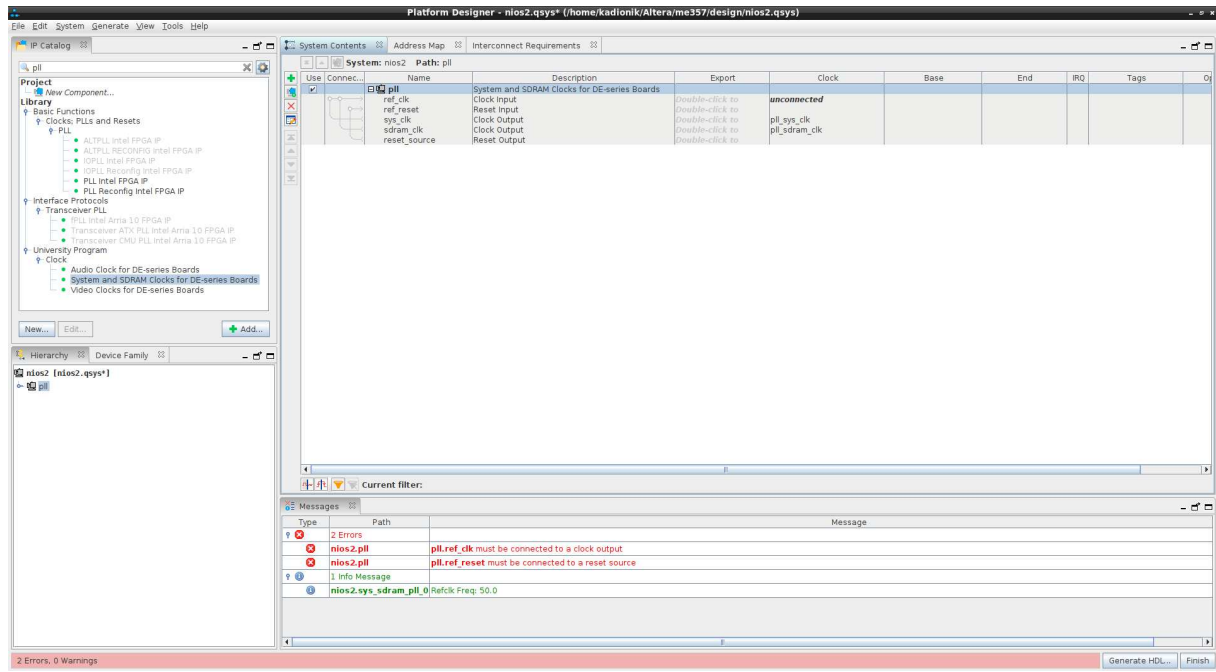 Platform Designer - nios2.qsys* (/home/kadionik/Altera/me357/design/nios2.qsys)
File Edit System Generate View Tools Help
IP Catalog
pll
Project
New Component...
Library
Basic Functions
Clocks; PLLs and Resets
PLL
ALTPLL Intel FPGA IP
ALTPLL RECONFIG Intel FPGA IP
IOPLL Intel FPGA IP
IOPLL Reconfig Intel FPGA IP
PLL Intel FPGA IP
PLL Reconfig Intel FPGA IP
Interface Protocols
Transceiver PLL
fPLL Intel Arria 10 FPGA IP
Transceiver ATX PLL Intel Arria 10 FPGA IP
Transceiver CMU PLL Intel Arria 10 FPGA IP
University Program
Clock
Audio Clock for DE-series Boards
System and SDRAM Clocks for DE-series Boards
Video Clocks for DE-series Boards
New... Edit... Add...
Hierarchy Device Family
nios2 [nios2.qsys*]
pll
System Contents Address Map Interconnect Requirements
System: nios2 Path: pll
Use Connec... Name Description Export Clock Base End IRQ Tags Op
pll System and SDRAM Clocks for DE-series Boards
ref_clk Clock Input Double-click to unconnected
ref_reset Reset Input Double-click to
sys_clk Clock Output Double-click to pll_sys_clk
sdram_clk Clock Output Double-click to pll_sdram_clk
reset_source Reset Output Double-click to
Current filter:
Messages
Type Path Message
2 Errors
nios2.pll pll.ref_clk must be connected to a clock output
nios2.pll pll.ref_reset must be connected to a reset source
1 Info Message
nios2.sys_sdram_pll_0 Refclk Freq: 50.0
2 Errors, 0 Warnings Generate HDL... Finish